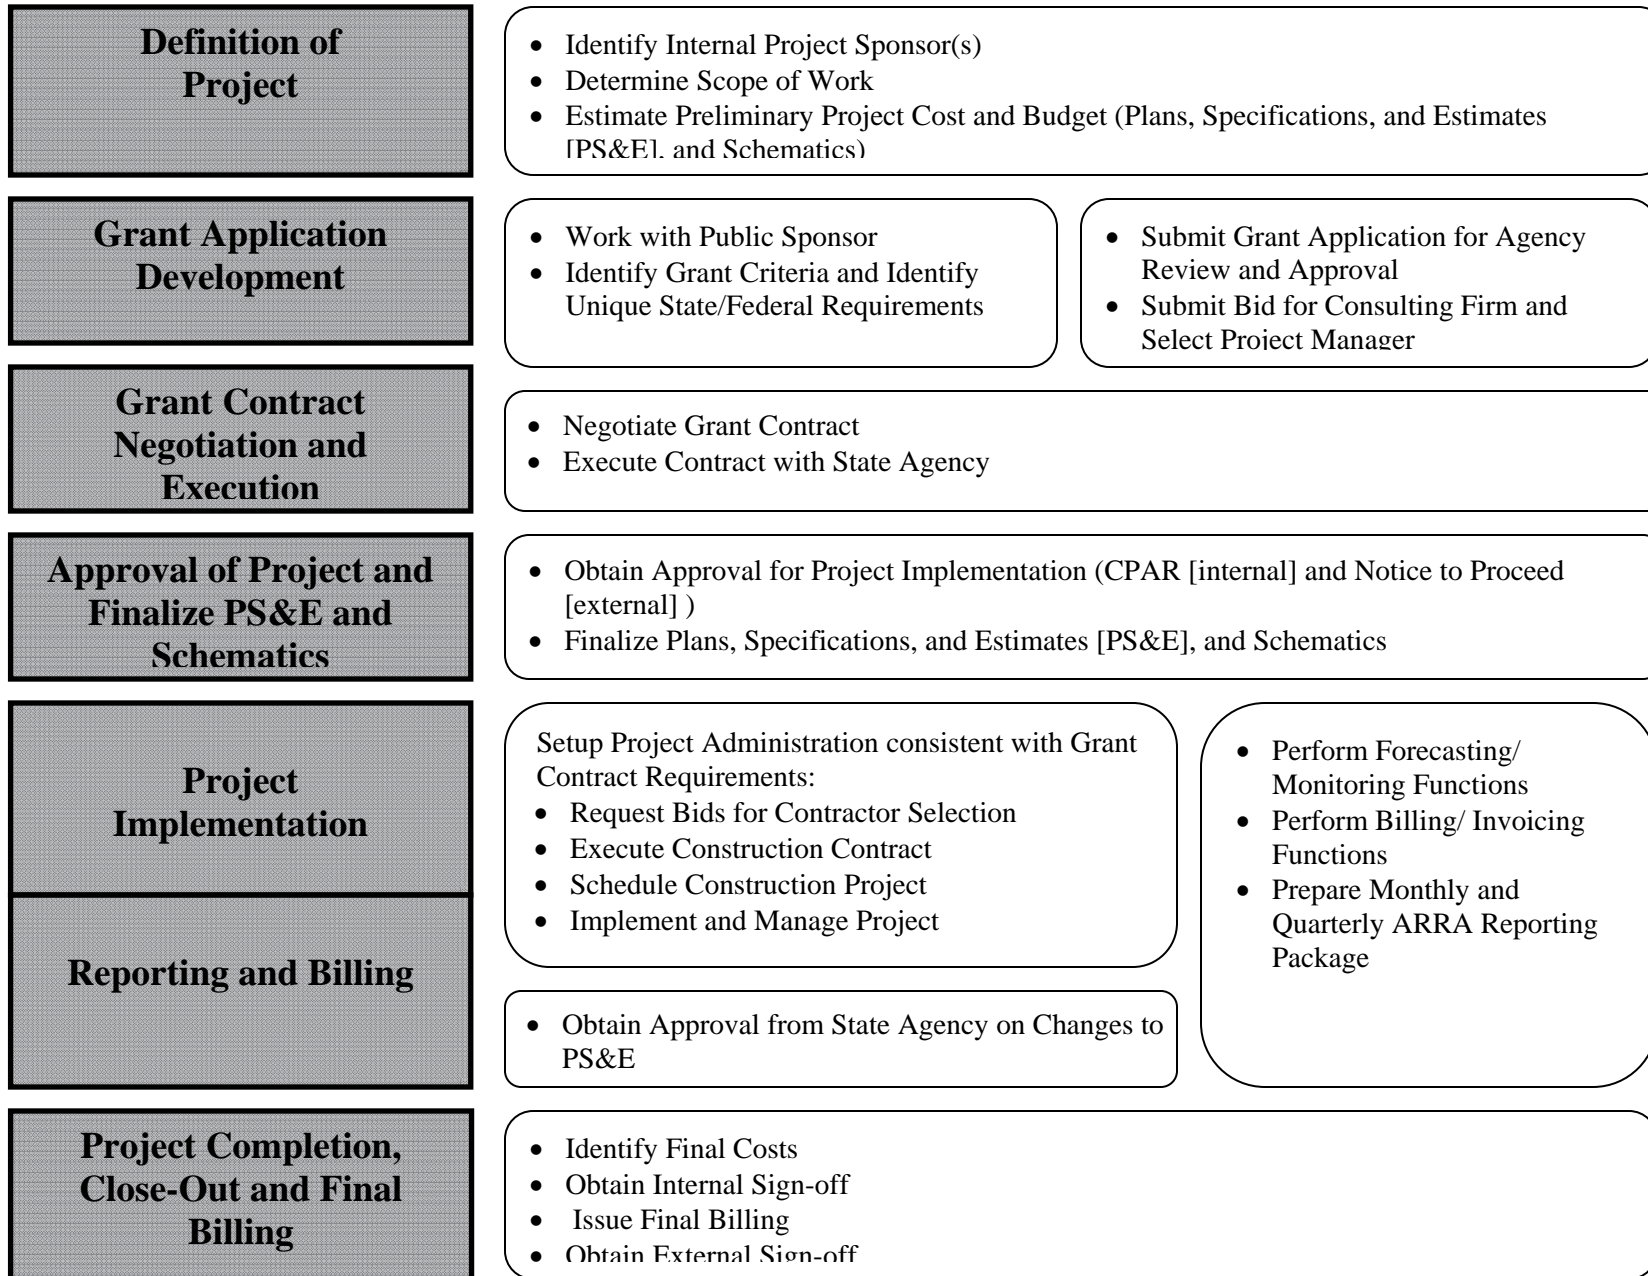 Definition of
Project
• Identify Internal Project Sponsor(s)
• Determine Scope of Work
• Estimate Preliminary Project Cost and Budget (Plans, Specifications, and Estimates
[PS&E], and Schematics)
Grant Application
Development
• Work with Public Sponsor
• Identify Grant Criteria and Identify
Unique State/Federal Requirements
• Submit Grant Application for Agency
Review and Approval
• Submit Bid for Consulting Firm and
Select Project Manager
Grant Contract
Negotiation and
Execution
• Negotiate Grant Contract
• Execute Contract with State Agency
Approval of Project and
Finalize PS&E and
Schematics
• Obtain Approval for Project Implementation (CPAR [internal] and Notice to Proceed
[external] )
• Finalize Plans, Specifications, and Estimates [PS&E], and Schematics
Project
Implementation
Setup Project Administration consistent with Grant
Contract Requirements:
• Request Bids for Contractor Selection
• Execute Construction Contract
• Schedule Construction Project
• Implement and Manage Project
• Perform Forecasting/
Monitoring Functions
• Perform Billing/ Invoicing
Functions
• Prepare Monthly and
Quarterly ARRA Reporting
Package
Reporting and Billing
• Obtain Approval from State Agency on Changes to
PS&E
Project Completion,
Close-Out and Final
Billing
• Identify Final Costs
• Obtain Internal Sign-off
• Issue Final Billing
• Obtain External Sign-off